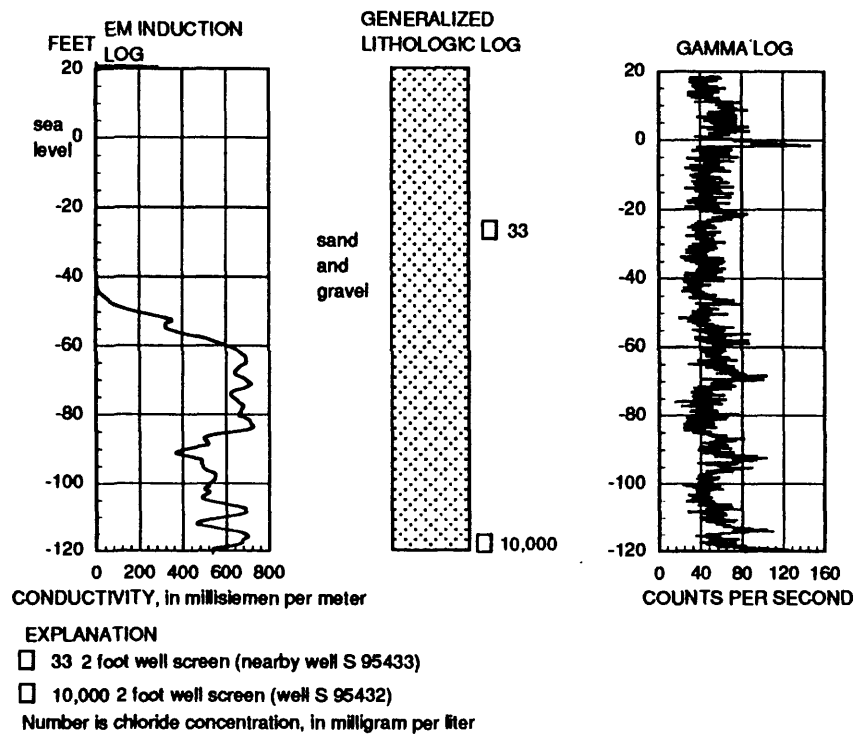 EM INDUCTION
LOG
FEET
20
sea
level
0
-20
-40
-60
-80
-100
-120
0 200 400 600 800
CONDUCTIVITY, in millisiemen per meter
GENERALIZED
LITHOLOGIC LOG
sand
and
gravel
33
10,000
GAMMA LOG
20
0
-20
-40
-60
-80
-100
-120
0 40 80 120 160
COUNTS PER SECOND
EXPLANATION
33 2 foot well screen (nearby well S 95433)
10,000 2 foot well screen (well S 95432)
Number is chloride concentration, in milligram per liter